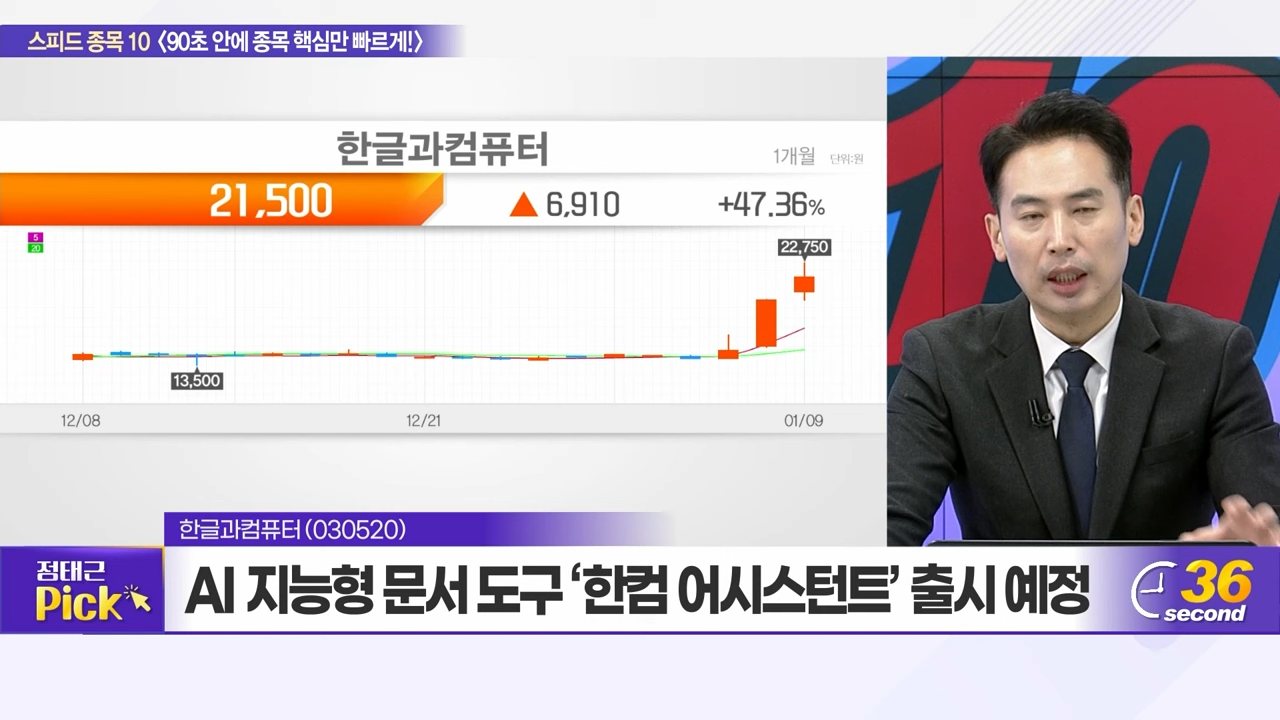 스피드 종목 10 〈90초 안에 종목 핵심만 빠르게!〉
한글과컴퓨터
1개월 단위:원
21,500 ▲ 6,910 +47.36%
5
20
22,750
13,500
12/08 12/21 01/09
10
한글과컴퓨터(030520)
정태근
Pick
AI 지능형 문서 도구 ‘한컴 어시스턴트’ 출시 예정
36
second